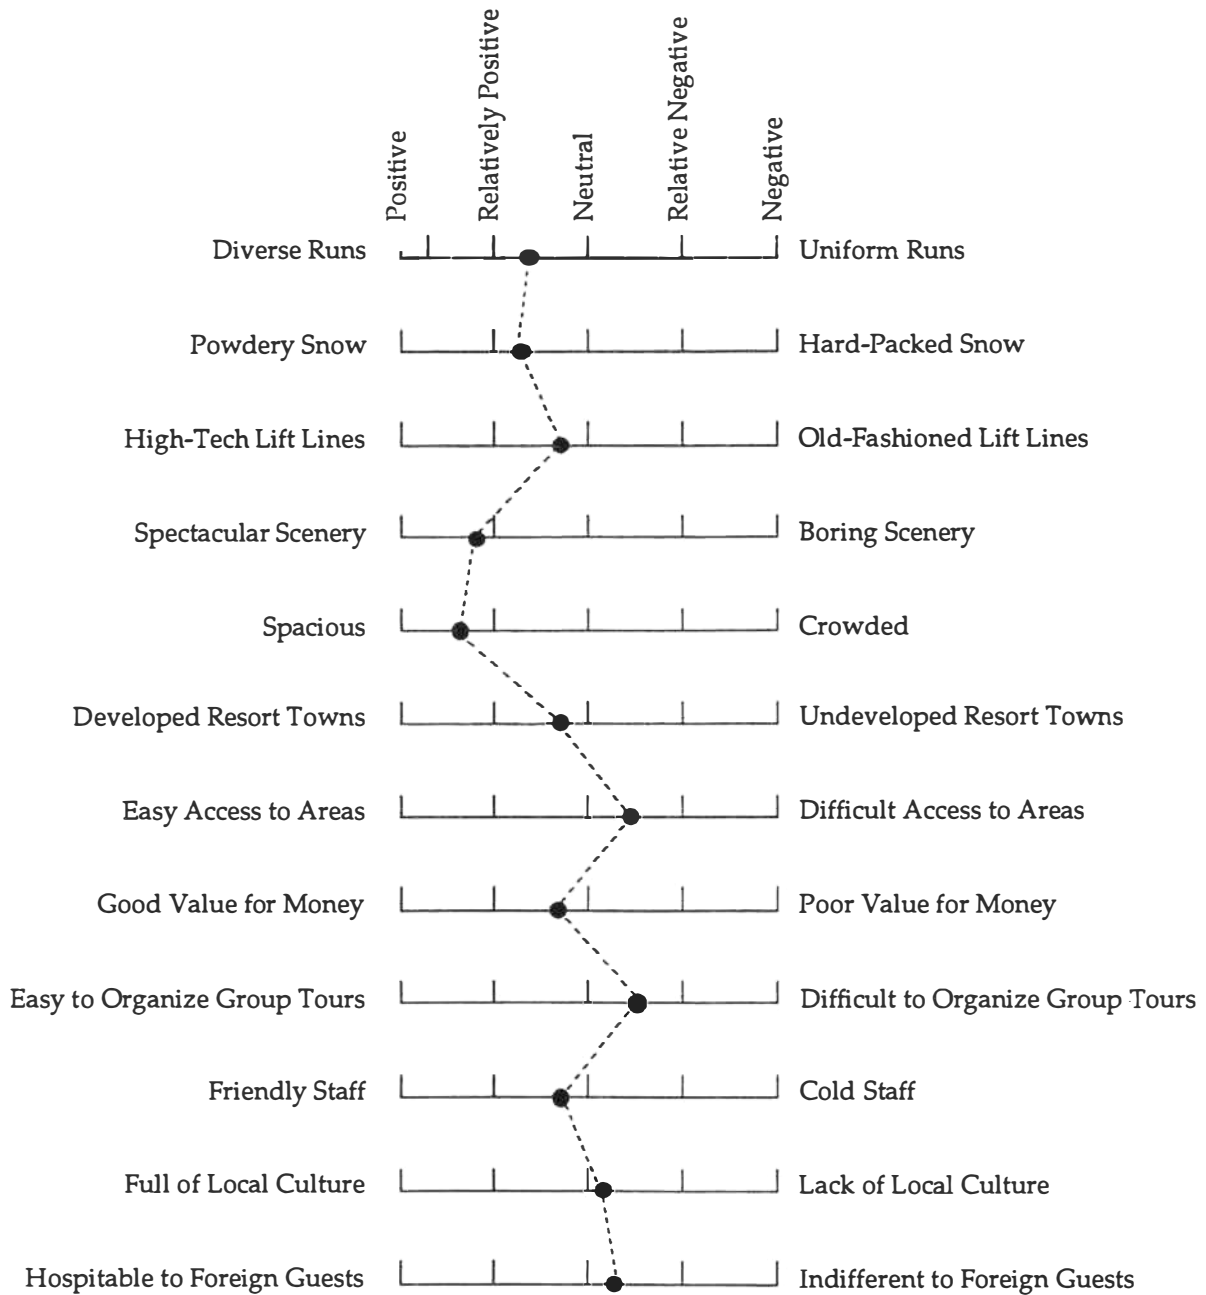 Positive
Relatively Positive
Neutral
Relative Negative
Negative
Diverse Runs Uniform Runs
Powdery Snow Hard-Packed Snow
High-Tech Lift Lines Old-Fashioned Lift Lines
Spectacular Scenery Boring Scenery
Spacious Crowded
Developed Resort Towns Undeveloped Resort Towns
Easy Access to Areas Difficult Access to Areas
Good Value for Money Poor Value for Money
Easy to Organize Group Tours Difficult to Organize Group Tours
Friendly Staff Cold Staff
Full of Local Culture Lack of Local Culture
Hospitable to Foreign Guests Indifferent to Foreign Guests